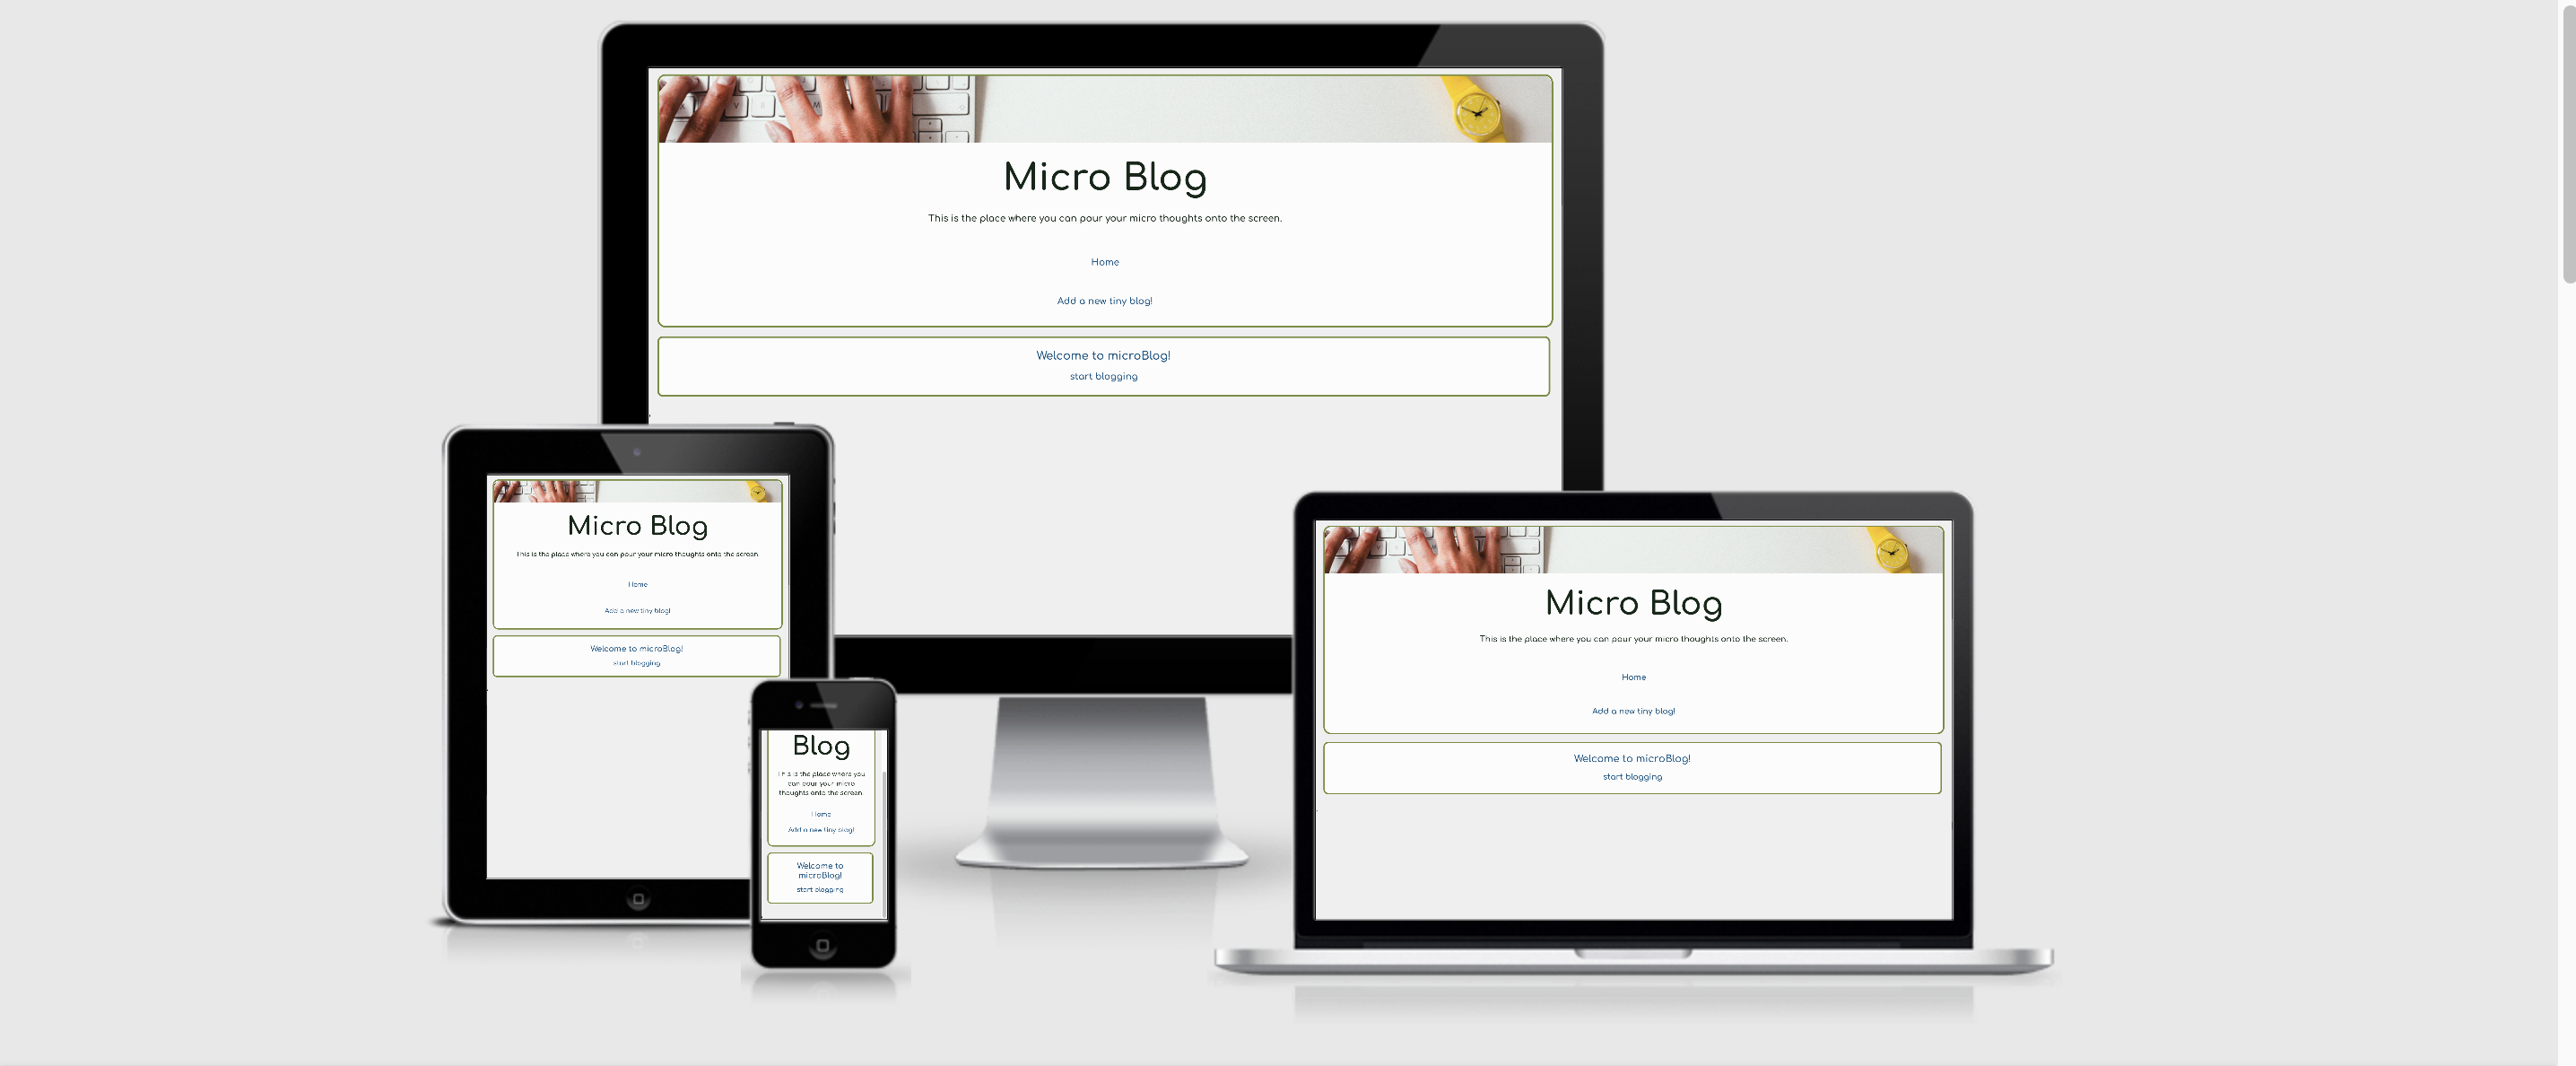 Micro Blog
This is the place where you can pour your micro thoughts onto the screen.
Home
Add a new tiny blog!
Welcome to microBlog!
start blogging
Micro Blog
This is the place where you can pour your micro thoughts onto the screen.
Home
Add a new tiny blog!
Welcome to microBlog!
start blogging
Blog
This is the place where you
can pour your micro
thoughts onto the screen.
Home
Add a new tiny blog!
Welcome to
microBlog!
start blogging
Micro Blog
This is the place where you can pour your micro thoughts onto the screen.
Home
Add a new tiny blog!
Welcome to microBlog!
start blogging